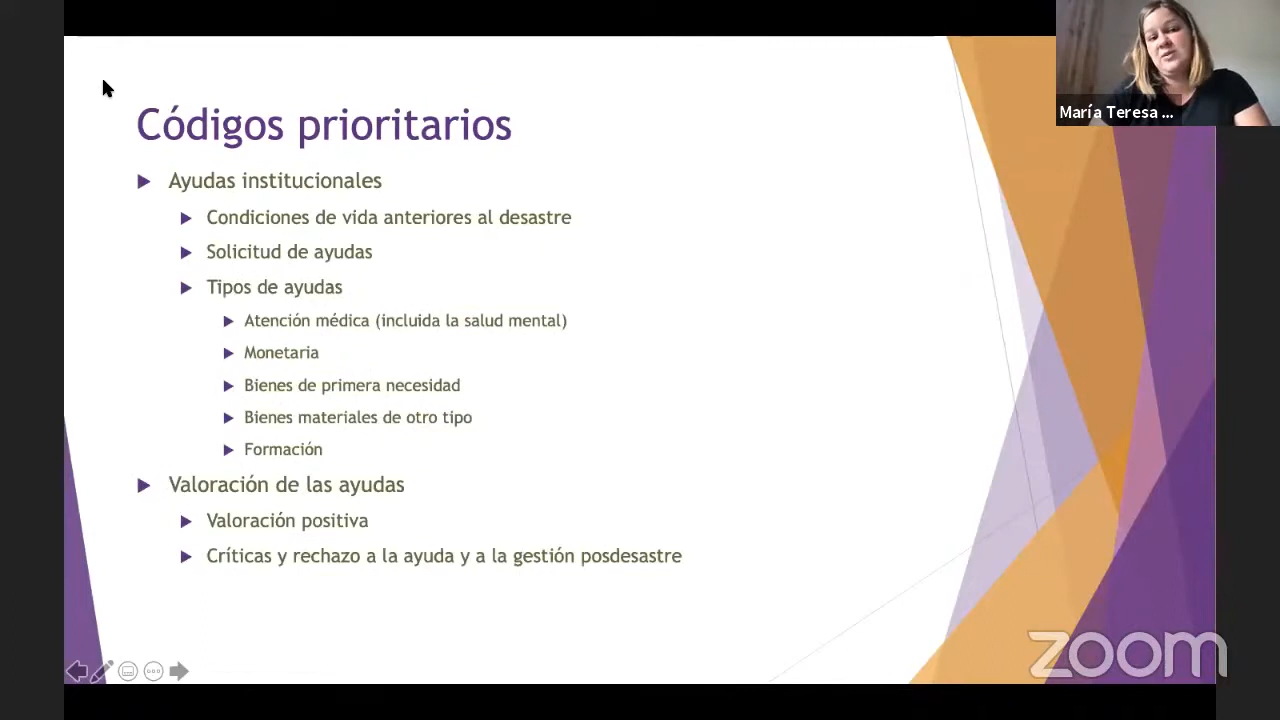 María Teresa ...
Códigos prioritarios
Ayudas institucionales
Condiciones de vida anteriores al desastre
Solicitud de ayudas
Tipos de ayudas
Atención médica (incluida la salud mental)
Monetaria
Bienes de primera necesidad
Bienes materiales de otro tipo
Formación
Valoración de las ayudas
Valoración positiva
Críticas y rechazo a la ayuda y a la gestión posdesastre
zoom